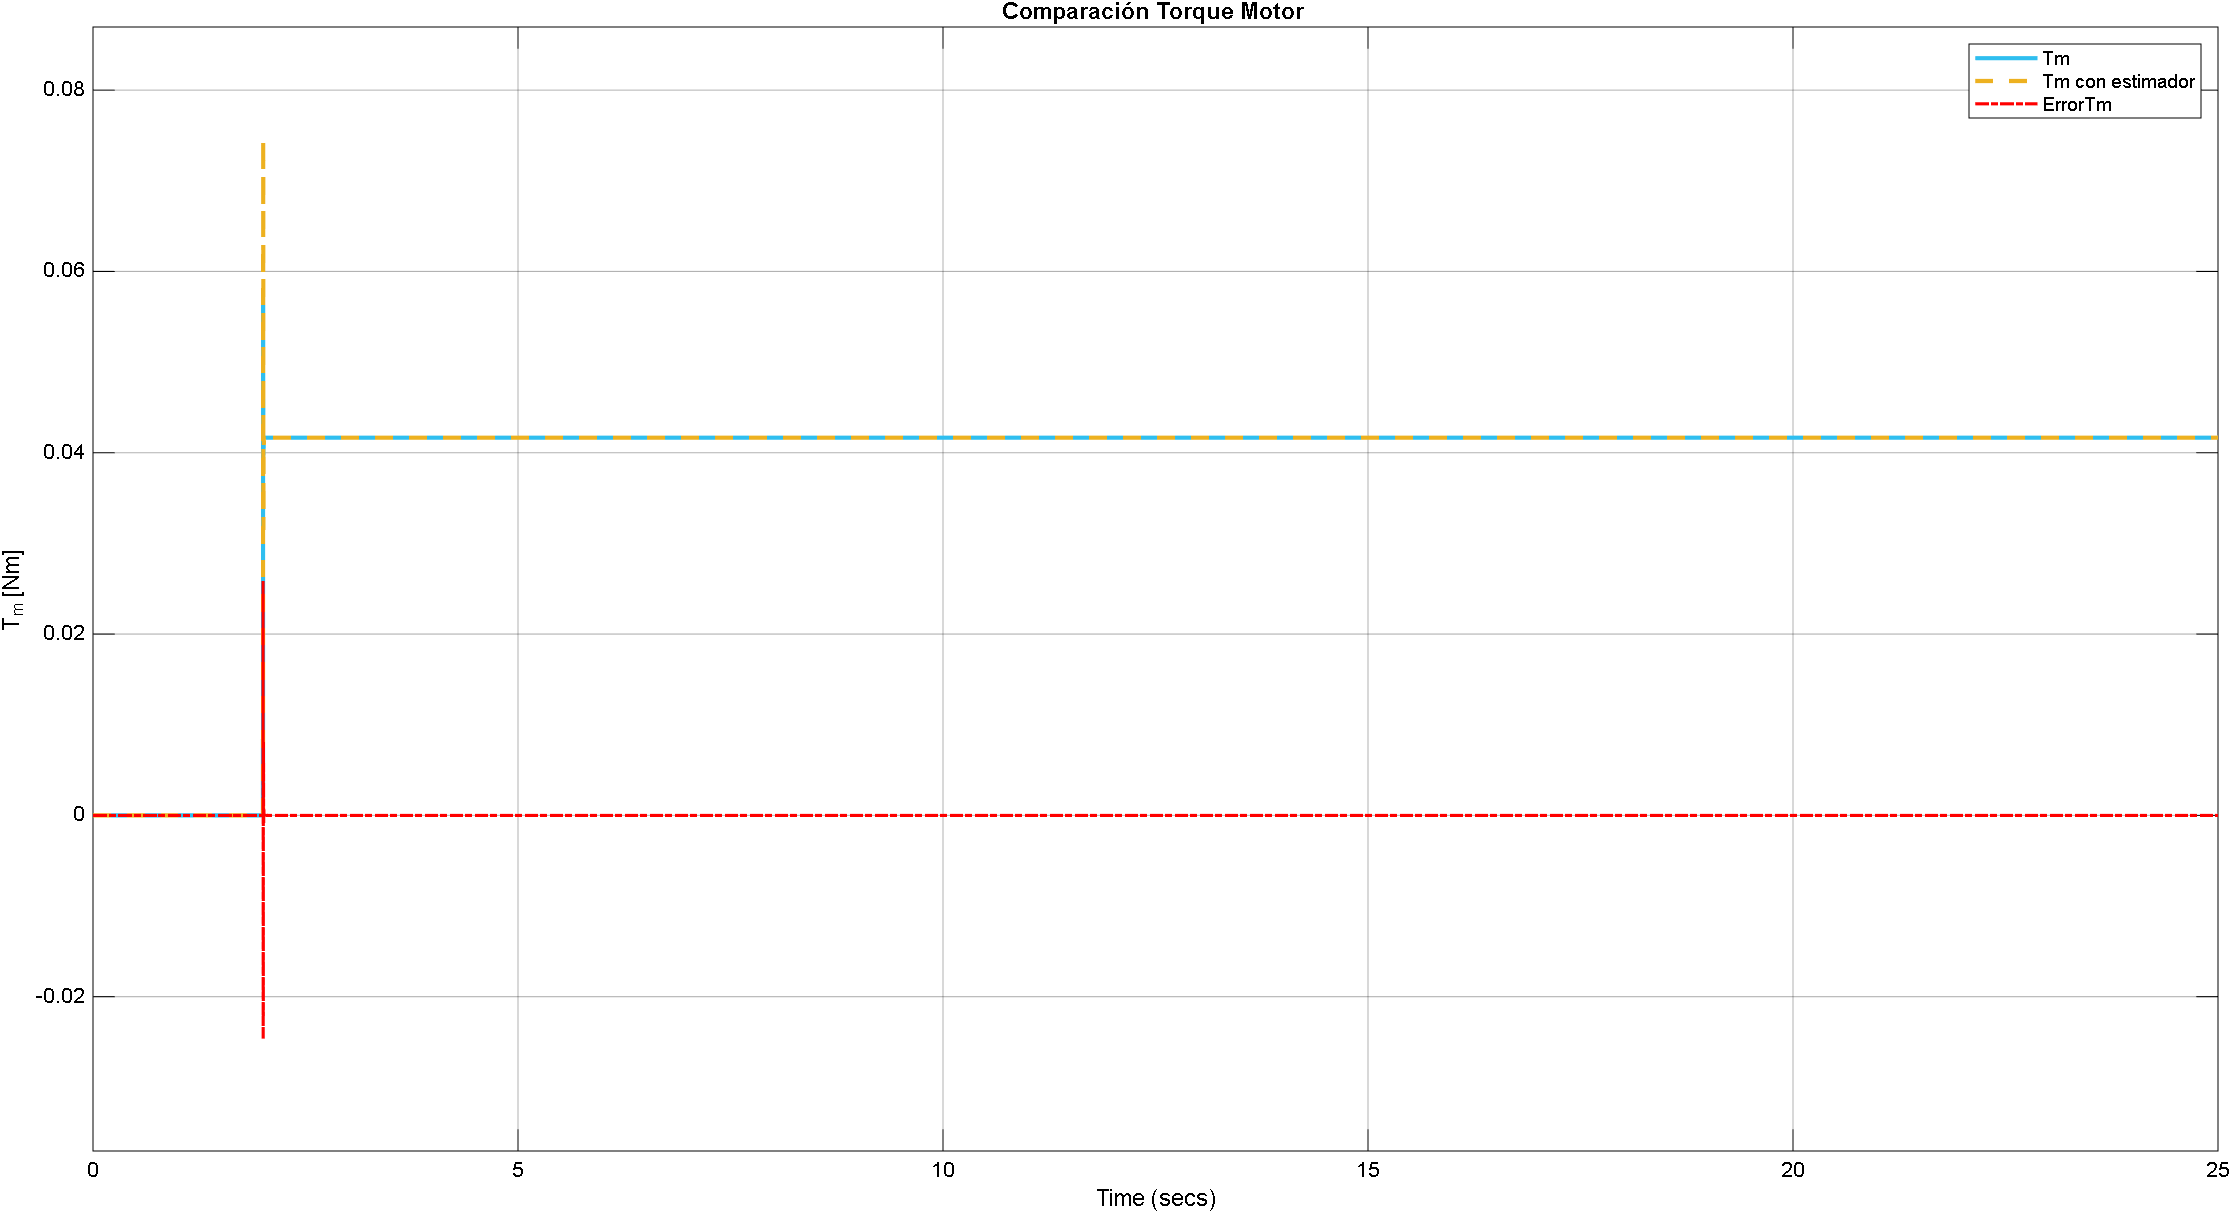 Comparación Torque Motor
Tm
Tm con estimador
ErrorTm
0.08
0.06
0.04
0.02
0
-0.02
Tm [Nm]
0 5 10 15 20 25
Time (secs)